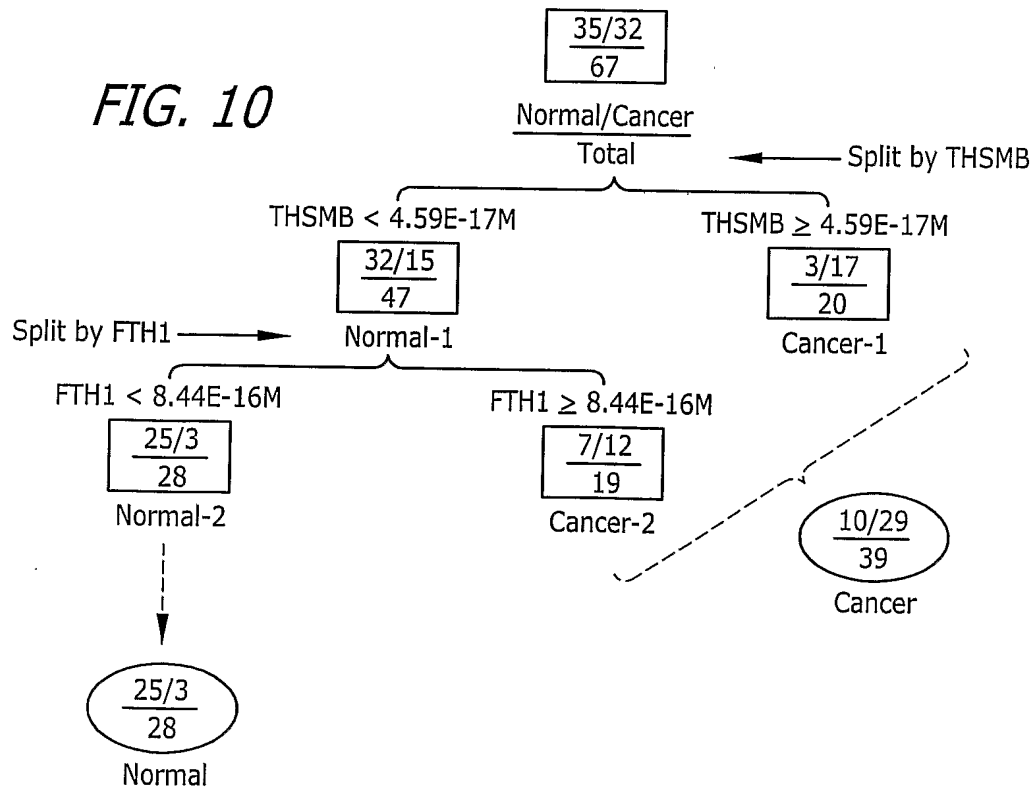 FIG. 10
35/32
67
Normal/Cancer
Total
Split by THSMB
THSMB < 4.59E-17M
THSMB ≥ 4.59E-17M
32/15
47
Normal-1
3/17
20
Cancer-1
Split by FTH1
FTH1 < 8.44E-16M
FTH1 ≥ 8.44E-16M
25/3
28
Normal-2
7/12
19
Cancer-2
10/29
39
Cancer
25/3
28
Normal